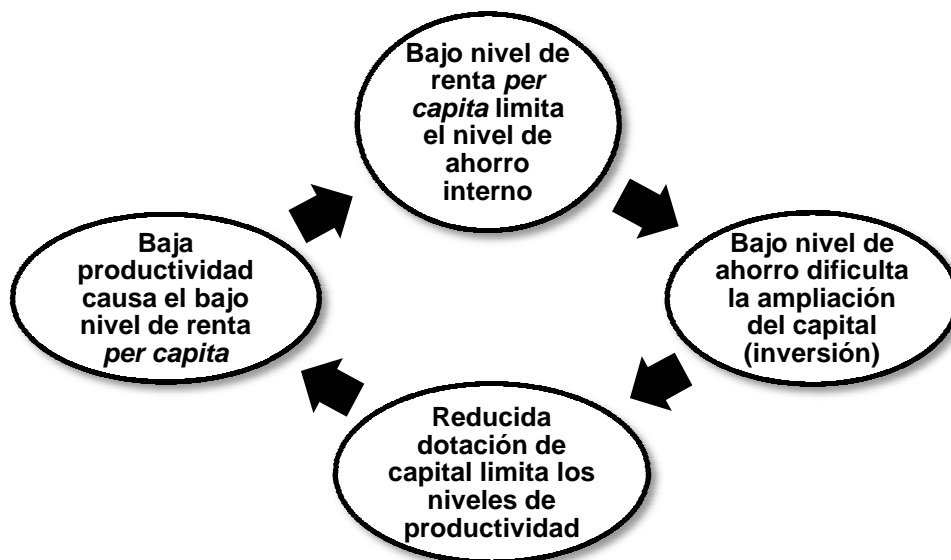 Bajo nivel de
renta per
capita limita
el nivel de
ahorro
interno
Bajo nivel de
ahorro dificulta
la ampliación
del capital
(inversión)
Reducida
dotación de
capital limita los
niveles de
productividad
Baja
productividad
causa el bajo
nivel de renta
per capita